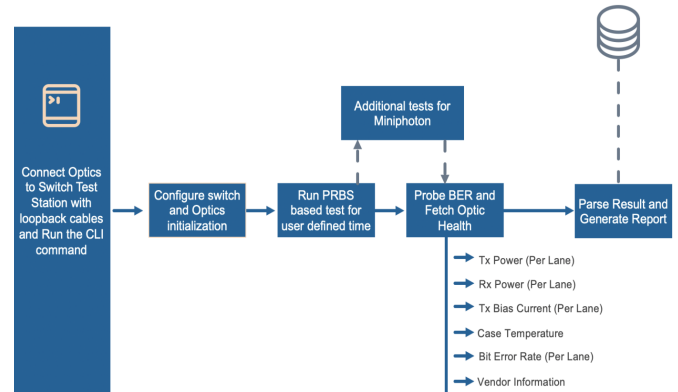 Connect Optics
to Switch Test
Station with
loopback cables
and Run the CLI
command
Configure switch
and Optics
initialization
Run PRBS
based test for
user defined time
Additional tests for
Miniphoton
Probe BER and
Fetch Optic
Health
Parse Result and
Generate Report
Tx Power (Per Lane)
Rx Power (Per Lane)
Tx Bias Current (Per Lane)
Case Temperature
Bit Error Rate (Per Lane)
Vendor Information